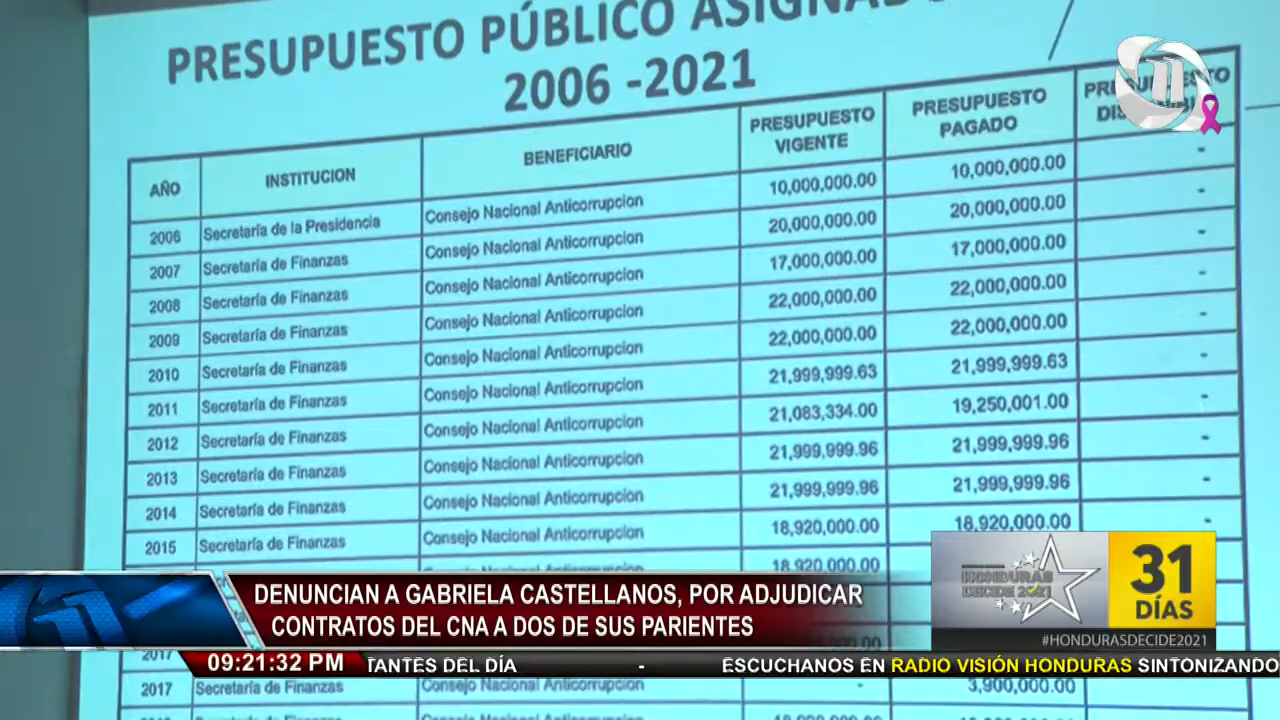 PRESUPUESTO PÚBLICO
2006 -2021
AÑO INSTITUCION BENEFICIARIO PRESUPUESTO VIGENTE PRESUPUESTO PAGADO
2006 Secretaría de la Presidencia Consejo Nacional Anticorrupcion 10,000,000.00 10,000,000.00 -
2007 Secretaría de Finanzas Consejo Nacional Anticorrupcion 20,000,000.00 20,000,000.00 -
2008 Secretaría de Finanzas Consejo Nacional Anticorrupcion 17,000,000.00 17,000,000.00 -
2009 Secretaría de Finanzas Consejo Nacional Anticorrupcion 22,000,000.00 22,000,000.00 -
2010 Secretaría de Finanzas Consejo Nacional Anticorrupcion 22,000,000.00 22,000,000.00 -
2011 Secretaría de Finanzas Consejo Nacional Anticorrupcion 21,999,999.63 21,999,999.63 -
2012 Secretaría de Finanzas Consejo Nacional Anticorrupcion 21,083,334.00 19,250,001.00 -
2013 Secretaría de Finanzas Consejo Nacional Anticorrupcion 21,999,999.96 21,999,999.96 -
2014 Secretaría de Finanzas Consejo Nacional Anticorrupcion 21,999,999.96 21,999,999.96 -
2015 Secretaría de Finanzas Consejo Nacional Anticorrupcion 18,920,000.00 18,920,000.00 -
18,920,000.00
2017
2017 Secretaría de Finanzas Consejo Nacional Anticorrupcion - 3,900,000.00
HONDURAS
DECIDE 2021
31
DÍAS
#HONDURASDECIDE2021
DENUNCIAN A GABRIELA CASTELLANOS, POR ADJUDICAR
CONTRATOS DEL CNA A DOS DE SUS PARIENTES
09:21:32 PM TANTES DEL DÍA - ESCUCHANOS EN RADIO VISIÓN HONDURAS SINTONIZANDO